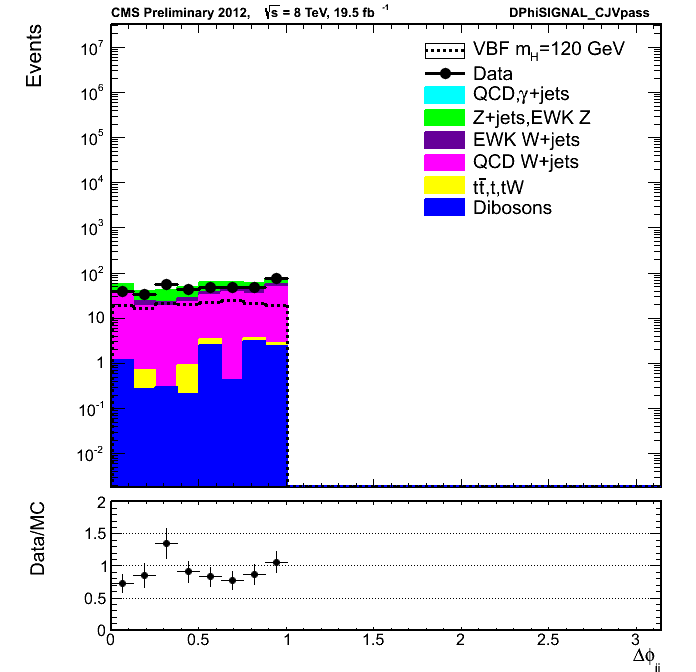 CMS Preliminary 2012, √s = 8 TeV, 19.5 fb⁻¹ DPhiSIGNAL_CJVpass
Events
10⁷
10⁶
10⁵
10⁴
10³
10²
10
1
10⁻¹
10⁻²
VBF m_H=120 GeV
Data
QCD,γ+jets
Z+jets,EWK Z
EWK W+jets
QCD W+jets
tt̄,t,tW
Dibosons
Data/MC
2
1.5
1
0.5
0
0 0.5 1 1.5 2 2.5 3
Δφ_jj